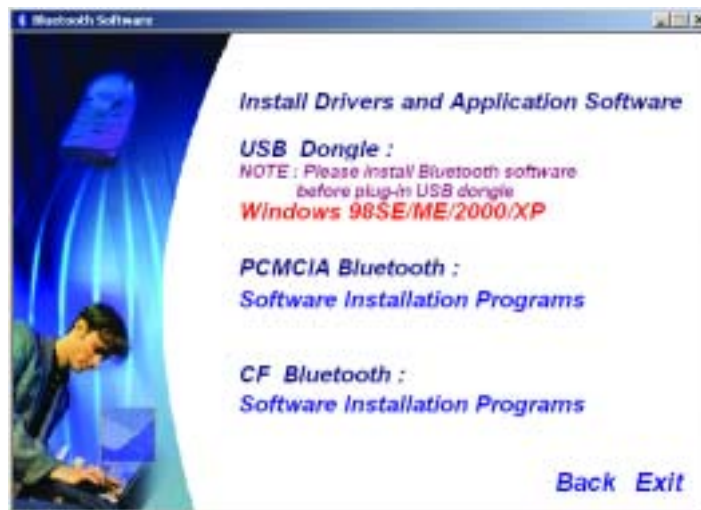 Bluetooth Software
Install Drivers and Application Software
USB Dongle :
NOTE : Please install Bluetooth software
before plug-in USB dongle
Windows 98SE/ME/2000/XP
PCMCIA Bluetooth :
Software Installation Programs
CF Bluetooth :
Software Installation Programs
Back Exit